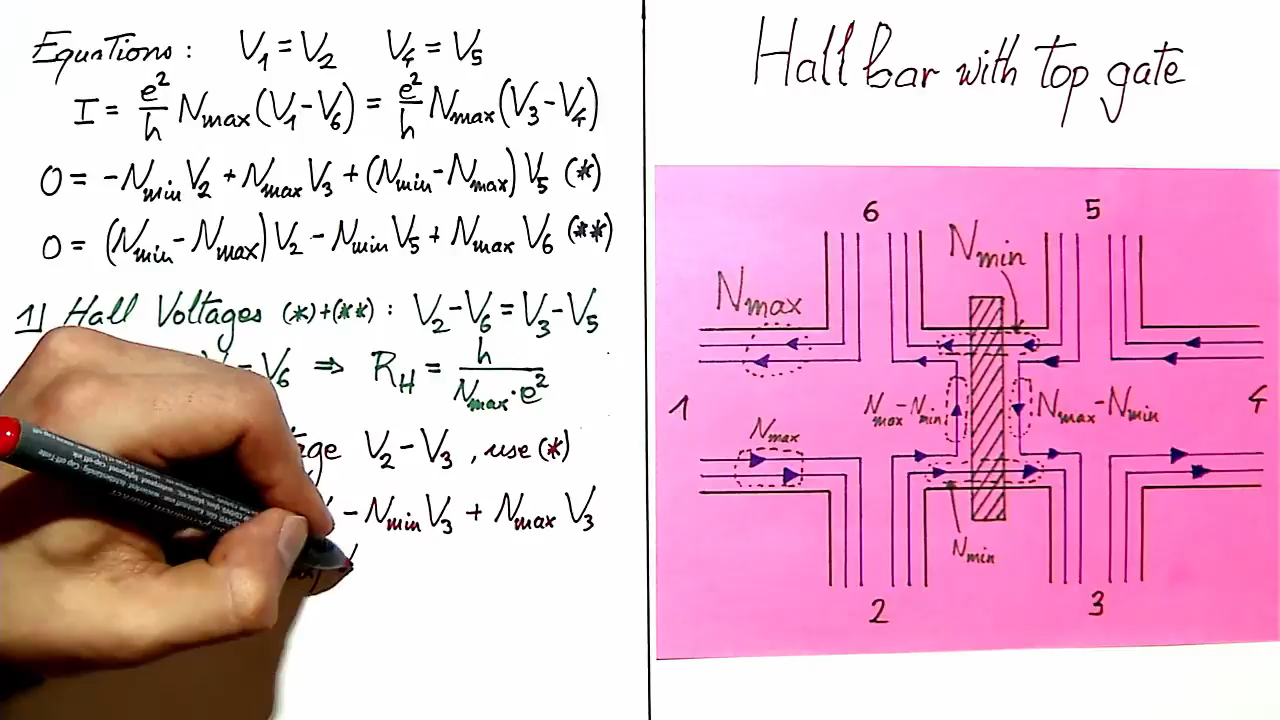 Equations: V₁ = V₂ V₄ = V₅
I = e²/h Nmax (V₁ - V₆) = e²/h Nmax (V₃ - V₄)
0 = -Nmin V₂ + Nmax V₃ + (Nmin - Nmax) V₅ (*)
0 = (Nmin - Nmax) V₂ - Nmin V₅ + Nmax V₆ (**)
1) Hall Voltages (*)+(**): V₂ - V₆ = V₃ - V₅
V₆ ⇒ R_H = h/(Nmax · e²)
V₂ - V₃, use (*)
- Nmin V₃ + Nmax V₃
Hall bar with top gate
6 5
Nmin
Nmax
1 Nmax-Nmin Nmax-Nmin 4
Nmax
Nmin
2 3